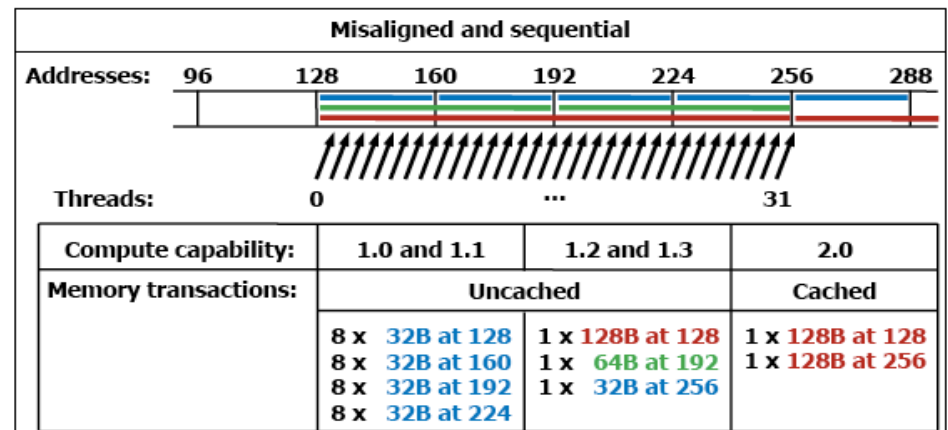 Misaligned and sequential
Addresses: 96 128 160 192 224 256 288
Threads: 0 ... 31
Compute capability: 1.0 and 1.1 1.2 and 1.3 2.0
Memory transactions: Uncached Cached
8 x 32B at 128 1 x 128B at 128 1 x 128B at 128
8 x 32B at 160 1 x 64B at 192 1 x 128B at 256
8 x 32B at 192 1 x 32B at 256
8 x 32B at 224